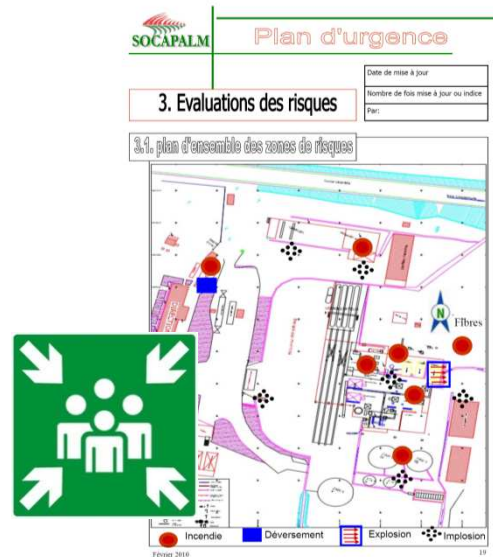 SOCAPALM
Plan d'urgence
Date de mise à jour
Nombre de fois mise à jour ou indice
Par:
3. Evaluations des risques
3.1. plan d'ensemble des zones de risques
N
FIbres
Incendie
Déversement
Explosion
Implosion
Février 2016
19